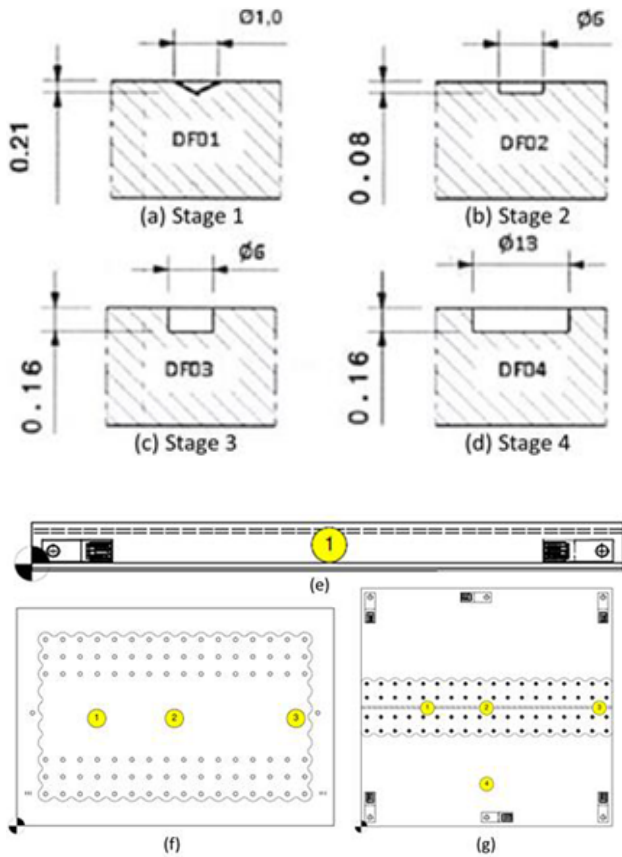 Ø1,0
Ø6
0.21
DF01
0.08
DF02
(a) Stage 1
(b) Stage 2
Ø6
Ø13
0.16
DF03
0.16
DF04
(c) Stage 3
(d) Stage 4
1
(e)
1
2
3
(f)
1
2
3
4
(g)